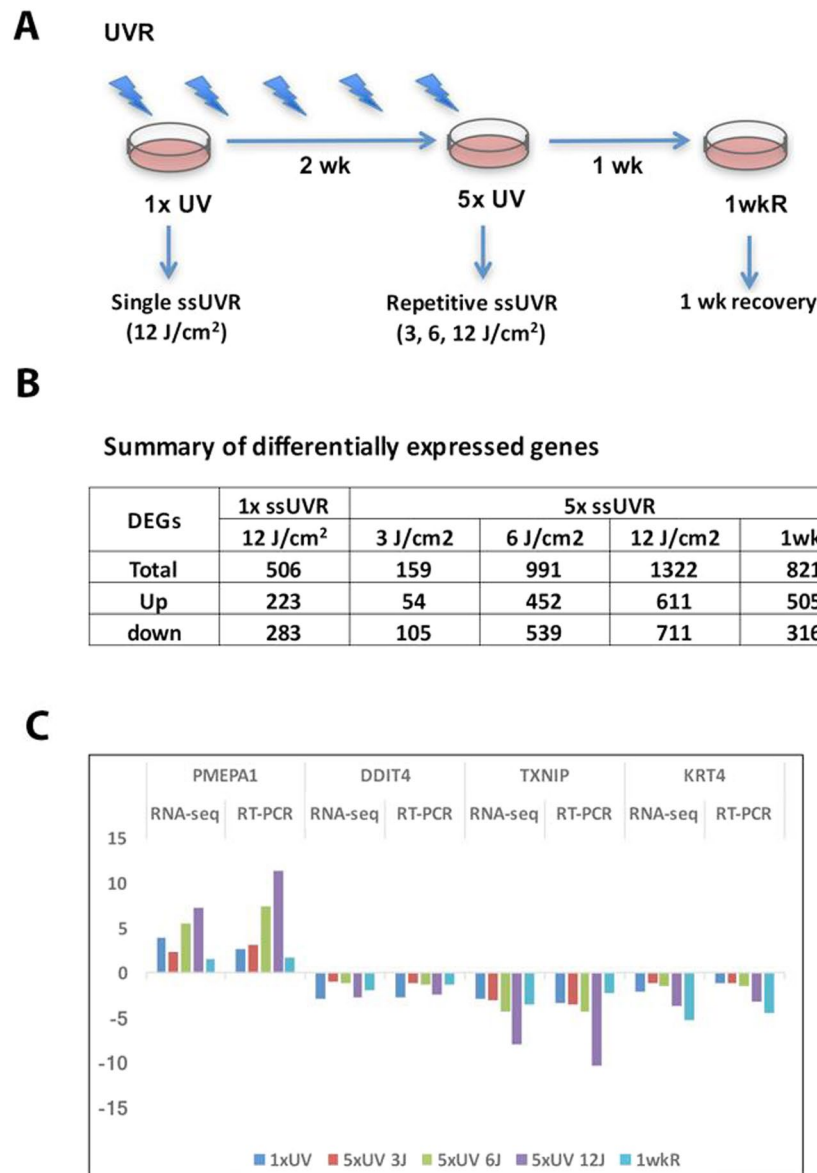 A
UVR
2 wk
1 wk
1x UV
5x UV
1wkR
Single ssUVR
Repetitive ssUVR
1 wk recovery
(12 J/cm²)
(3, 6, 12 J/cm²)
B
Summary of differentially expressed genes
DEGs 1x ssUVR 5x ssUVR
12 J/cm² 3 J/cm2 6 J/cm2 12 J/cm2 1wk
Total 506 159 991 1322 821
Up 223 54 452 611 505
down 283 105 539 711 316
C
PMEPA1 DDIT4 TXNIP KRT4
RNA-seq RT-PCR RNA-seq RT-PCR RNA-seq RT-PCR RNA-seq RT-PCR
15
10
5
0
-5
-10
-15
1xUV 5xUV 3J 5xUV 6J 5xUV 12J 1wkR